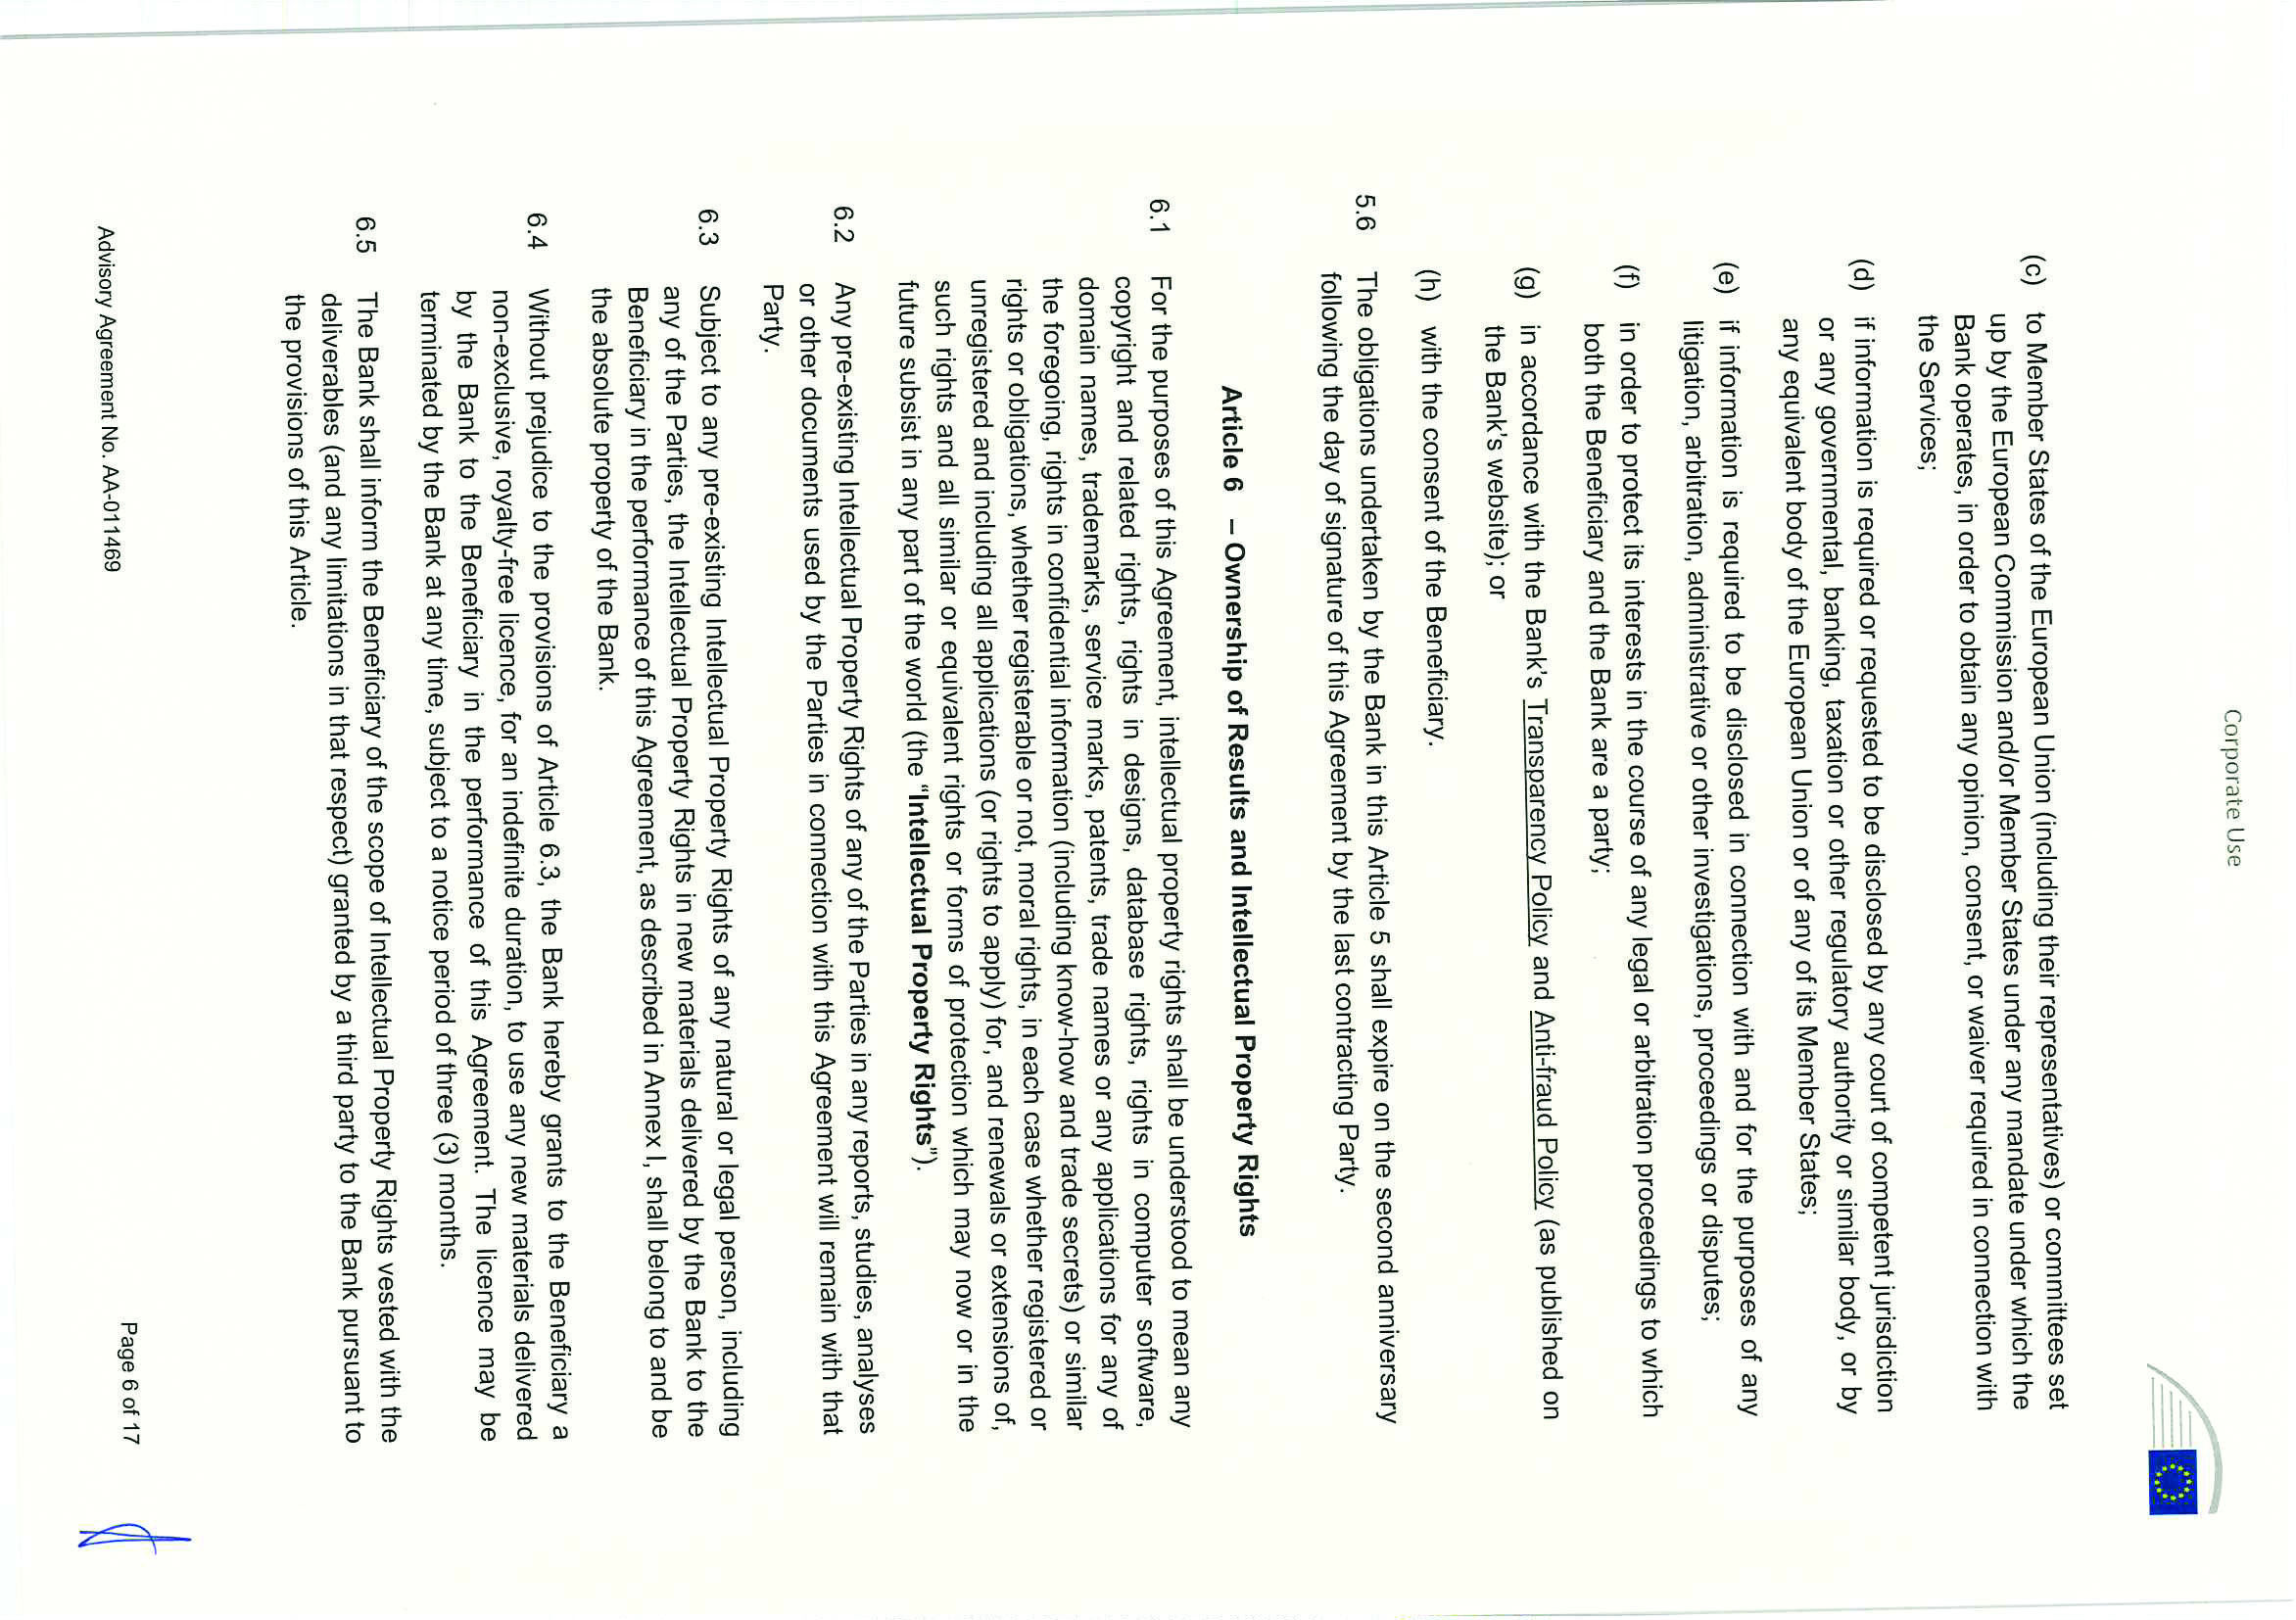 Corporate Use
(c) to Member States of the European Union (including their representatives) or committees set
up by the European Commission and/or Member States under any mandate under which the
Bank operates, in order to obtain any opinion, consent, or waiver required in connection with
the Services;
(d) if information is required or requested to be disclosed by any court of competent jurisdiction
or any governmental, banking, taxation or other regulatory authority or similar body, or by
any equivalent body of the European Union or of any of its Member States;
(e) if information is required to be disclosed in connection with and for the purposes of any
litigation, arbitration, administrative or other investigations, proceedings or disputes;
(f) in order to protect its interests in the course of any legal or arbitration proceedings to which
both the Beneficiary and the Bank are a party;
(g) in accordance with the Bank's Transparency Policy and Anti-fraud Policy (as published on
the Bank's website); or
(h) with the consent of the Beneficiary.
5.6 The obligations undertaken by the Bank in this Article 5 shall expire on the second anniversary
following the day of signature of this Agreement by the last contracting Party.
Article 6 – Ownership of Results and Intellectual Property Rights
6.1 For the purposes of this Agreement, intellectual property rights shall be understood to mean any
copyright and related rights, rights in designs, database rights, rights in computer software,
domain names, trademarks, service marks, patents, trade names or any applications for any of
the foregoing, rights in confidential information (including know-how and trade secrets) or similar
rights or obligations, whether registerable or not, moral rights, in each case whether registered or
unregistered and including all applications (or rights to apply) for, and renewals or extensions of,
such rights and all similar or equivalent rights or forms of protection which may now or in the
future subsist in any part of the world (the “Intellectual Property Rights”).
6.2 Any pre-existing Intellectual Property Rights of any of the Parties in any reports, studies, analyses
or other documents used by the Parties in connection with this Agreement will remain with that
Party.
6.3 Subject to any pre-existing Intellectual Property Rights of any natural or legal person, including
any of the Parties, the Intellectual Property Rights in new materials delivered by the Bank to the
Beneficiary in the performance of this Agreement, as described in Annex I, shall belong to and be
the absolute property of the Bank.
6.4 Without prejudice to the provisions of Article 6.3, the Bank hereby grants to the Beneficiary a
non-exclusive, royalty-free licence, for an indefinite duration, to use any new materials delivered
by the Bank to the Beneficiary in the performance of this Agreement. The licence may be
terminated by the Bank at any time, subject to a notice period of three (3) months.
6.5 The Bank shall inform the Beneficiary of the scope of Intellectual Property Rights vested with the
deliverables (and any limitations in that respect) granted by a third party to the Bank pursuant to
the provisions of this Article.
Advisory Agreement No. AA-011469
Page 6 of 17